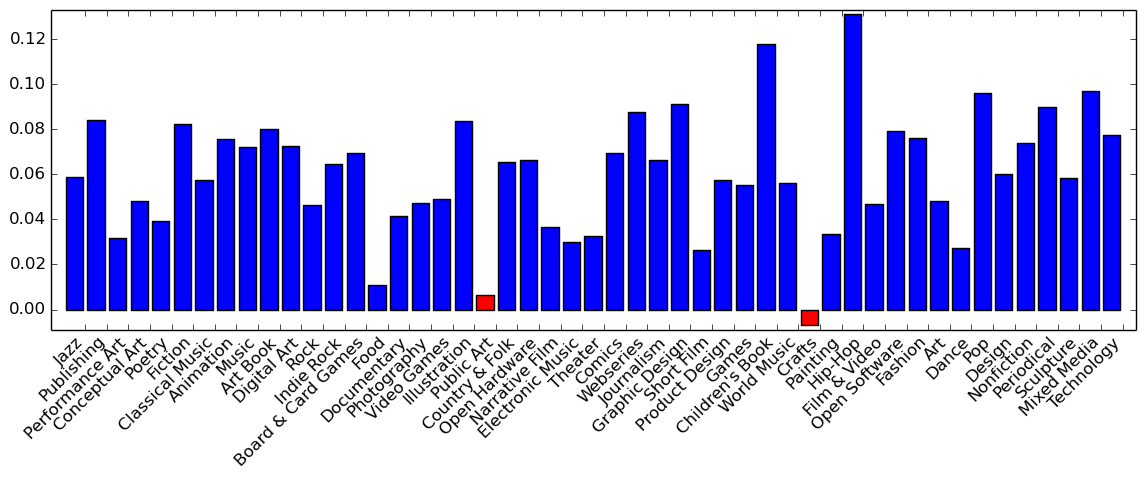 0.12
0.10
0.08
0.06
0.04
0.02
0.00
Jazz
Publishing
Performance Art
Conceptual Art
Poetry
Fiction
Classical Music
Animation
Music
Art Book
Digital Art
Rock
Indie Rock
Board & Card Games
Food
Documentary
Photography
Video Games
Illustration
Public Art
Country & Folk
Open Hardware
Narrative Film
Electronic Music
Theater
Comics
Webseries
Journalism
Graphic Design
Short Film
Product Design
Games
Children's Book
World Music
Crafts
Painting
Hip-Hop
Film & Video
Open Software
Fashion
Art
Dance
Pop
Design
Nonfiction
Periodical
Sculpture
Mixed Media
Technology